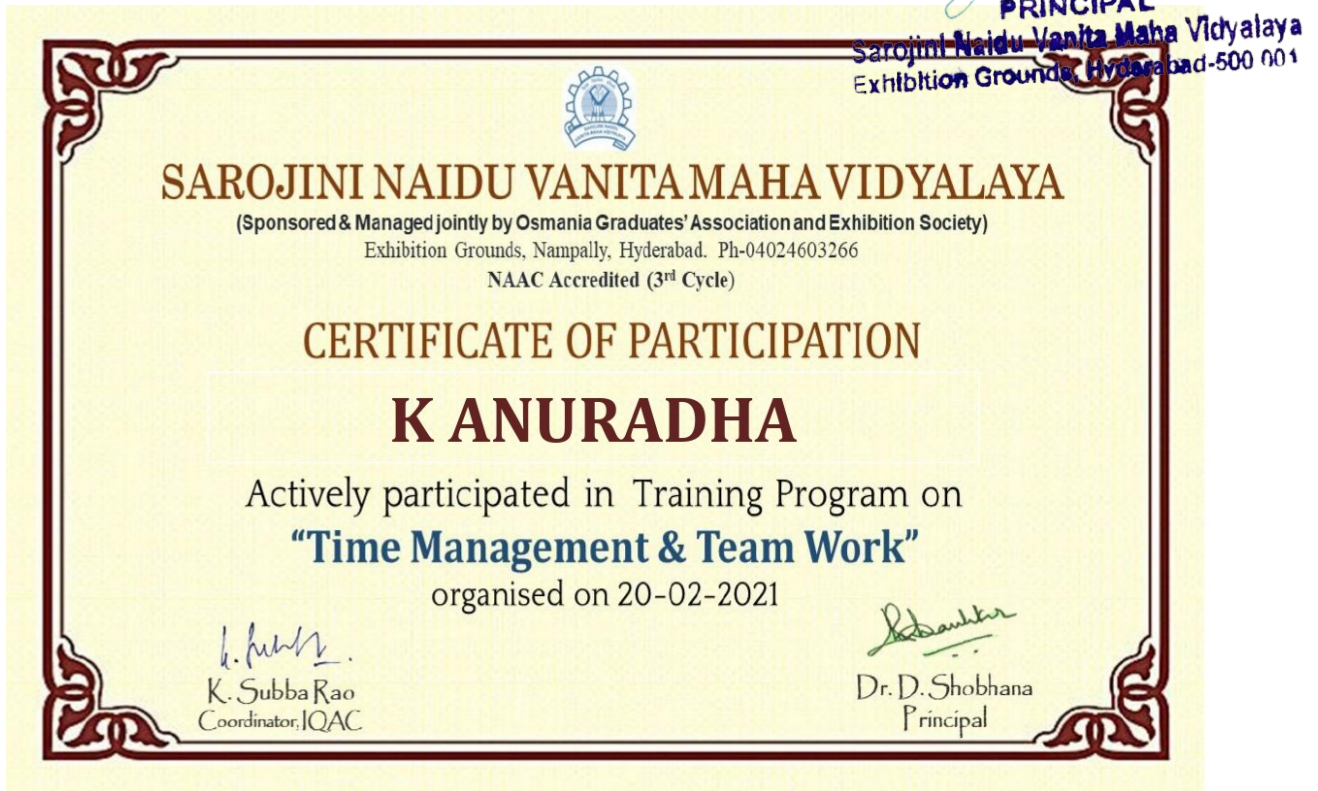 PRINCIPAL
Sarojini Naidu Vanita Maha Vidyalaya
Exhibition Grounds, Hyderabad-500 001
SAROJINI NAIDU VANITA MAHA VIDYALAYA
(Sponsored & Managed jointly by Osmania Graduates' Association and Exhibition Society)
Exhibition Grounds, Nampally, Hyderabad. Ph-04024603266
NAAC Accredited (3rd Cycle)
CERTIFICATE OF PARTICIPATION
K ANURADHA
Actively participated in Training Program on
“Time Management & Team Work”
organised on 20-02-2021
K. Subba Rao
Coordinator, IQAC
Dr. D. Shobhana
Principal